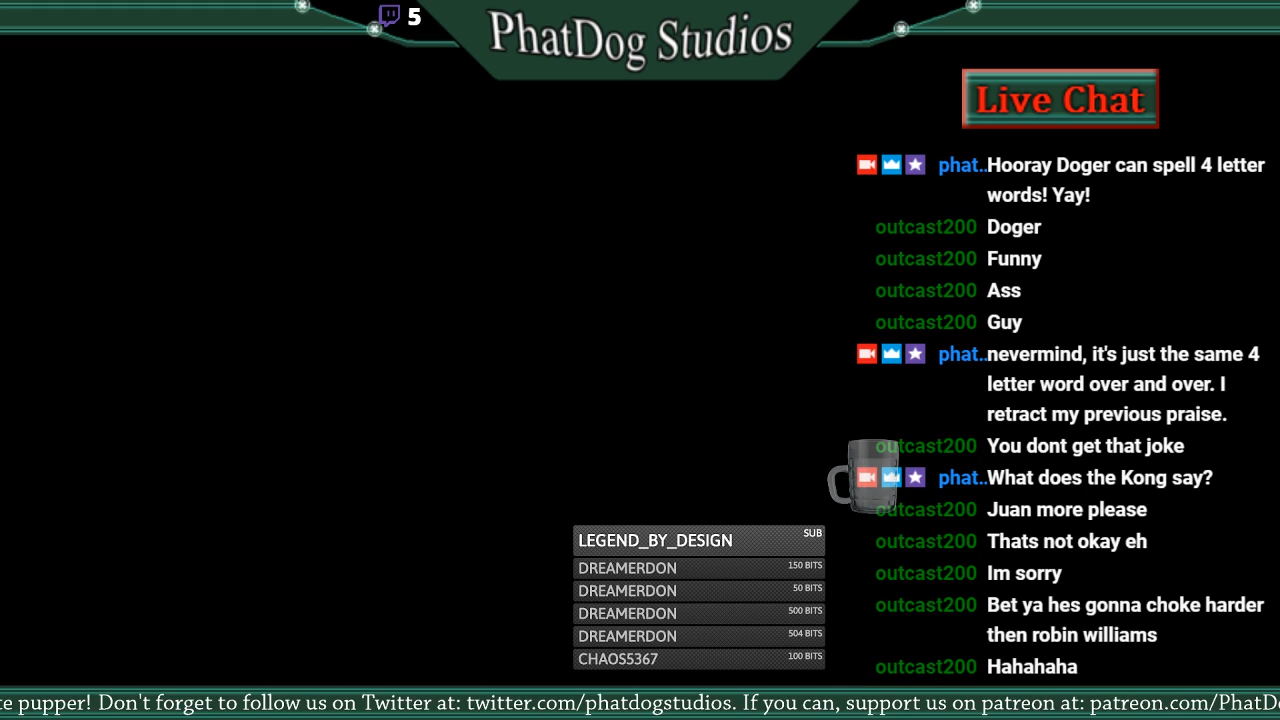 5
PhatDog Studios
Live Chat
phat.. Hooray Doger can spell 4 letter
words! Yay!
outcast200 Doger
outcast200 Funny
outcast200 Ass
outcast200 Guy
phat.. nevermind, it's just the same 4
letter word over and over. I
retract my previous praise.
outcast200 You dont get that joke
phat.. What does the Kong say?
outcast200 Juan more please
outcast200 Thats not okay eh
outcast200 Im sorry
outcast200 Bet ya hes gonna choke harder
then robin williams
outcast200 Hahahaha
LEGEND_BY_DESIGN SUB
DREAMERDON 150 BITS
DREAMERDON 50 BITS
DREAMERDON 500 BITS
DREAMERDON 504 BITS
CHAOS5367 100 BITS
te pupper! Don't forget to follow us on Twitter at: twitter.com/phatdogstudios. If you can, support us on patreon at: patreon.com/PhatD